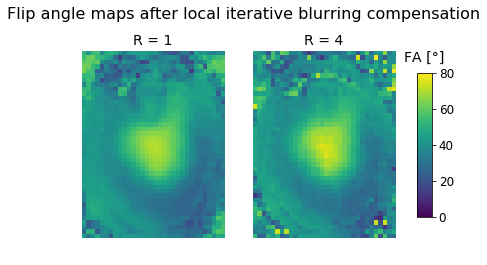 Flip angle maps after local iterative blurring compensation
R = 1
R = 4
FA [°]
80
60
40
20
0